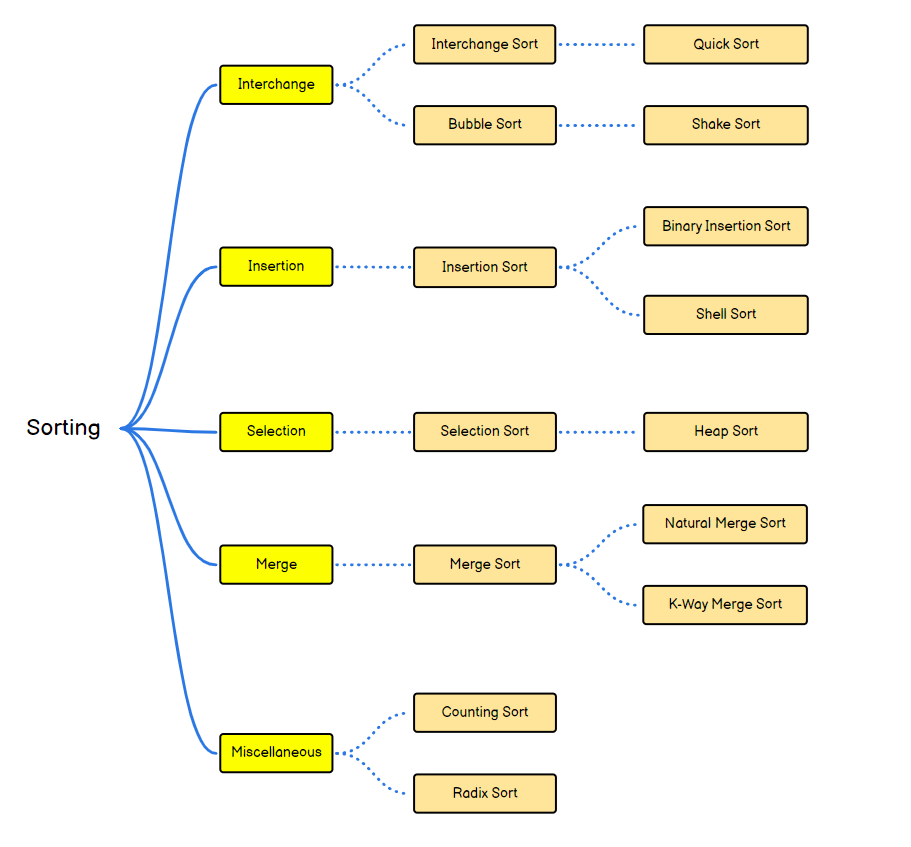 Interchange Sort
Quick Sort
Interchange
Bubble Sort
Shake Sort
Binary Insertion Sort
Insertion
Insertion Sort
Shell Sort
Sorting
Selection
Selection Sort
Heap Sort
Natural Merge Sort
Merge
Merge Sort
K-Way Merge Sort
Counting Sort
Miscellaneous
Radix Sort